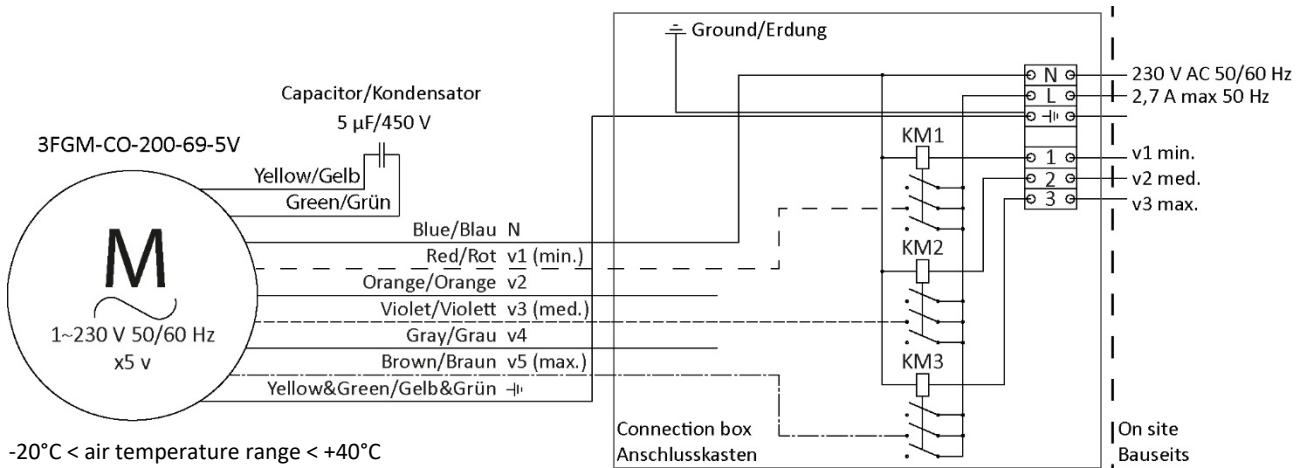 Ground/Erdung
N
230 V AC 50/60 Hz
L
2,7 A max 50 Hz
Capacitor/Kondensator
5 µF/450 V
3FGM-CO-200-69-5V
KM1
1
v1 min.
2
v2 med.
3
v3 max.
Yellow/Gelb
Green/Grün
Blue/Blau N
Red/Rot v1 (min.)
KM2
Orange/Orange v2
M
Violet/Violett v3 (med.)
1~230 V 50/60 Hz
x5 v
Gray/Grau v4
Brown/Braun v5 (max.)
KM3
Yellow&Green/Gelb&Grün
Connection box
Anschlusskasten
On site
Bauseits
-20°C < air temperature range < +40°C